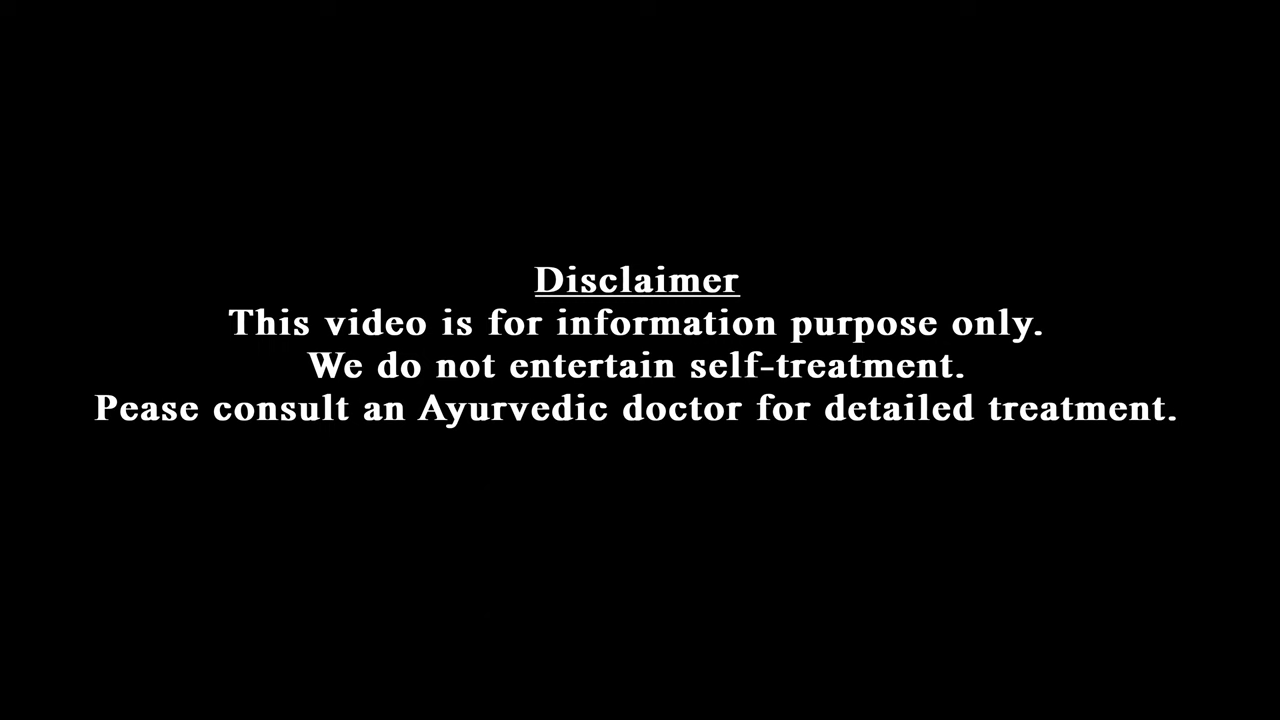 Disclaimer
This video is for information purpose only.
We do not entertain self-treatment.
Pease consult an Ayurvedic doctor for detailed treatment.